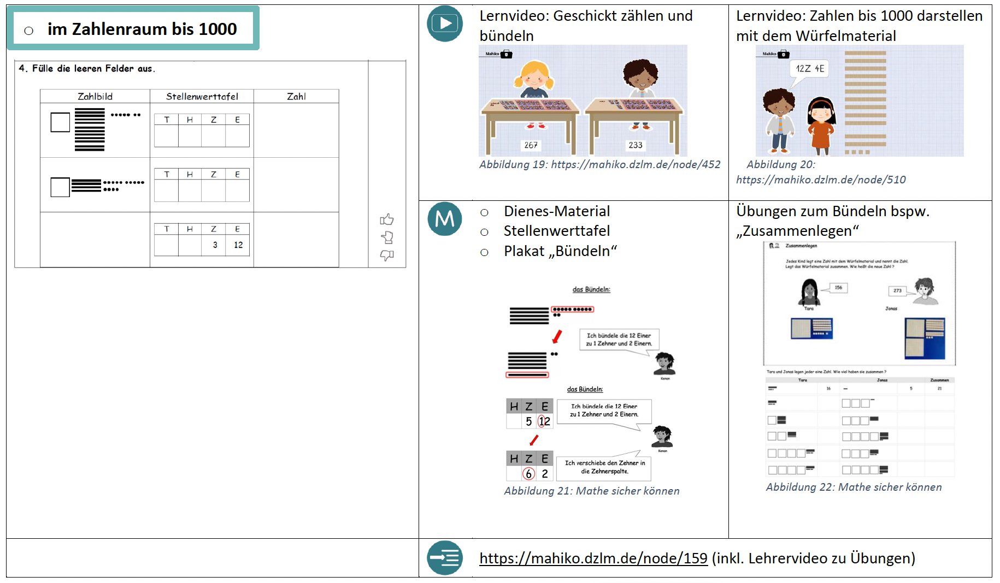 im Zahlenraum bis 1000
4. Fülle die leeren Felder aus.
Zahlbild Stellenwerttafel Zahl
T H Z E
T H Z E
T H Z E
3 12
Lernvideo: Geschickt zählen und
bündeln
Mahiko
267 233
Abbildung 19: https://mahiko.dzlm.de/node/452
Lernvideo: Zahlen bis 1000 darstellen
mit dem Würfelmaterial
Mahiko
12Z 4E
Abbildung 20:
https://mahiko.dzlm.de/node/510
M
Dienes-Material
Stellenwerttafel
Plakat „Bündeln“
das Bündeln:
Ich bündele die 12 Einer
zu 1 Zehner und 2 Einern.
Kenan
das Bündeln:
H Z E
5 12
Ich bündele die 12 Einer
zu 1 Zehner und 2 Einern.
Kenan
H Z E
6 2
Ich verschiebe den Zehner in
die Zehnerspalte.
Abbildung 21: Mathe sicher können
Übungen zum Bündeln bspw.
„Zusammenlegen“
Zusammenlegen
Jedes Kind legt eine Zahl mit dem Würfelmaterial und nennt die Zahl.
Legt das Würfelmaterial zusammen. Wie heißt die neue Zahl ?
156
273
Tara
Jonas
Tara und Jonas legen jeder eine Zahl. Wie viel haben sie zusammen ?
Tara Jonas Zusammen
16 5 21
Abbildung 22: Mathe sicher können
https://mahiko.dzlm.de/node/159 (inkl. Lehrervideo zu Übungen)